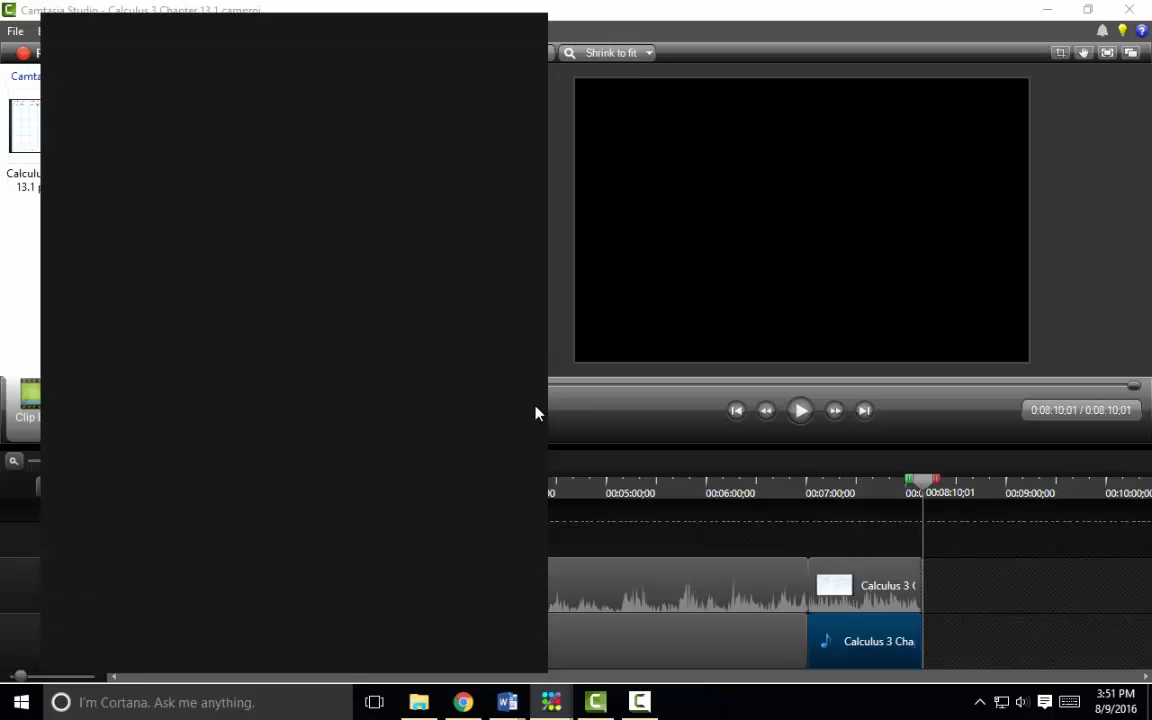 Camtasia Studio - Calculus 3 Chapter 13.1.camproj
File
Shrink to fit
Camta
Calculu
13.1 p
Clip B
0:08:10;01 / 0:08:10;01
00:05:00;00
00:06:00;00
00:07:00;00
00:08:10;01
00:09:00;00
00:10:00;00
Calculus 3 C
Calculus 3 Cha
I'm Cortana. Ask me anything.
3:51 PM
8/9/2016